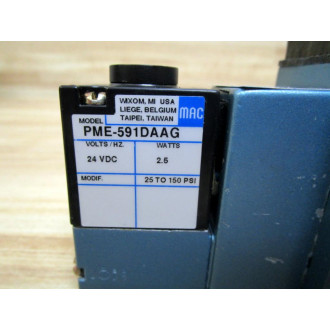 WIXOM, MI USA
LIEGE, BELGIUM
TAIPEI, TAIWAN
MAC
MODEL
PME-591DAAG
VOLTS/HZ. WATTS
24 VDC 2.5
MODIF. 25 TO 150 PSI